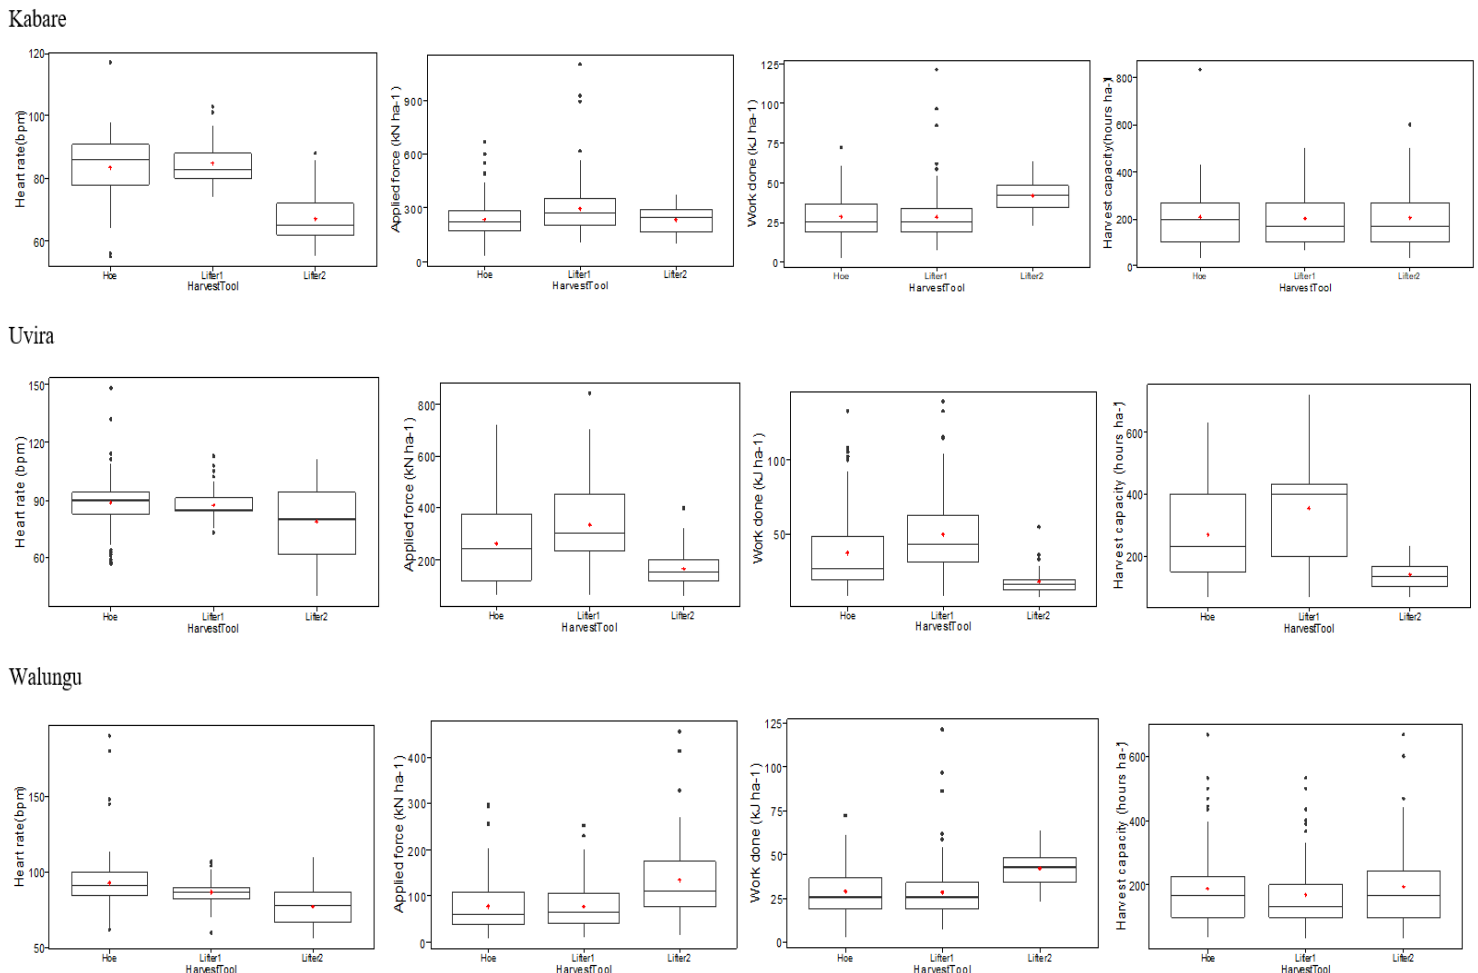 Kabare
Heart rate(bpm)
120
100
80
60
Hoe Lifter1 Lifter2
HarvestTool
Applied force (kN ha-1)
900
600
300
0
Hoe Lifter1 Lifter2
HarvestTool
Work done (kJ ha-1)
125
100
75
50
25
0
Hoe Lifter1 Lifter2
HarvestTool
Harvest capacity(hours ha-)
800
600
400
200
0
Hoe Lifter1 Lifter2
HarvestTool
Uvira
Heart rate (bpm)
150
120
90
60
Hoe Lifter1 Lifter2
HarvestTool
Applied force (kN ha-1)
800
600
400
200
Hoe Lifter1 Lifter2
HarvestTool
Work done (kJ ha-1)
100
50
Hoe Lifter1 Lifter2
HarvestTool
Harvest capacity (hours ha-)
600
400
200
Hoe Lifter1 Lifter2
HarvestTool
Walungu
Heart rate(bpm)
150
100
50
Hoe Lifter1 Lifter2
HarvestTool
Applied force (kN ha-1)
400
300
200
100
0
Hoe Lifter1 Lifter2
HarvestTool
Work done (kJ ha-1)
125
100
75
50
25
0
Hoe Lifter1 Lifter2
HarvestTool
Harvest capacity (hours ha-)
600
400
200
Hoe Lifter1 Lifter2
HarvestTool